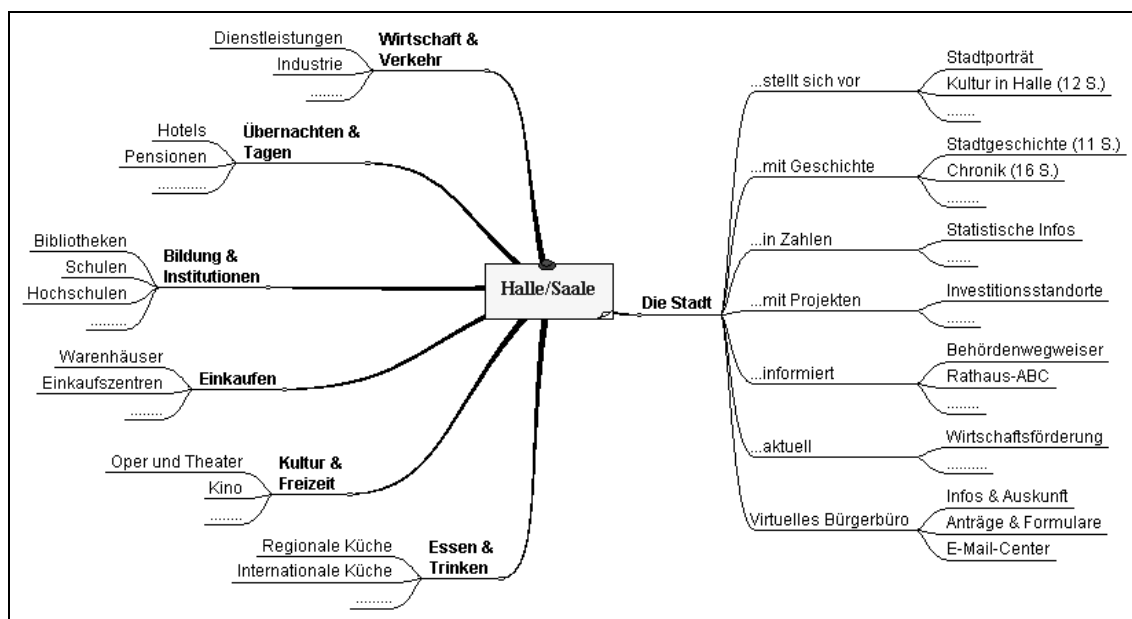 Dienstleistungen
Industrie
........
Wirtschaft &
Verkehr
Hotels
Pensionen
............
Übernachten &
Tagen
Bibliotheken
Schulen
Hochschulen
.........
Bildung &
Institutionen
Warenhäuser
Einkaufszentren
........
Einkaufen
Oper und Theater
Kino
........
Kultur &
Freizeit
Regionale Küche
Internationale Küche
.........
Essen &
Trinken
Halle/Saale
Die Stadt
...stellt sich vor
Stadtporträt
Kultur in Halle (12 S.)
.......
...mit Geschichte
Stadtgeschichte (11 S.)
Chronik (16 S.)
........
...in Zahlen
Statistische Infos
......
...mit Projekten
Investitionsstandorte
.......
...informiert
Behördenwegweiser
Rathaus-ABC
........
...aktuell
Wirtschaftsförderung
..........
Virtuelles Bürgerbüro
Infos & Auskunft
Anträge & Formulare
E-Mail-Center